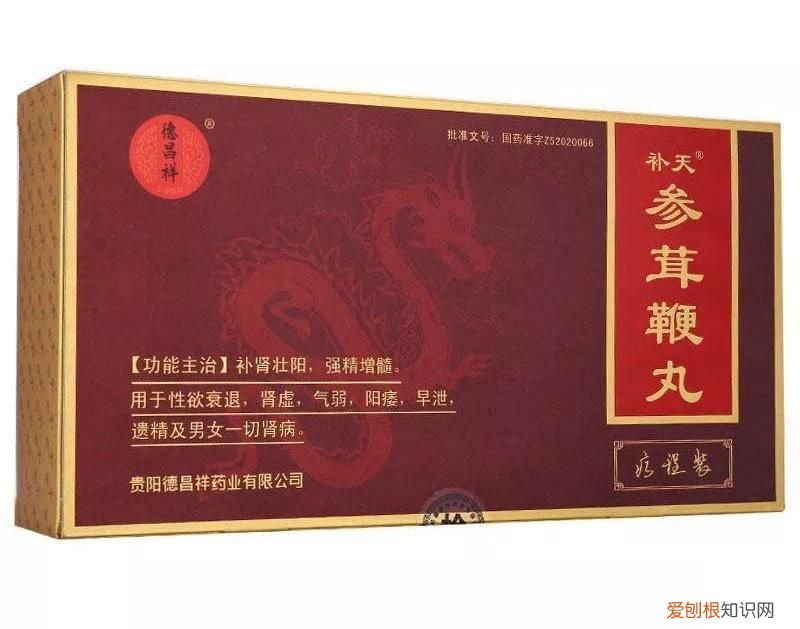 德昌祥®
批准文号：国药准字Z52020066
补天®
参茸鞭丸
【功能主治】补肾壮阳，强精增髓。
用于性欲衰退，肾虚，气弱，阳痿，早泄，
遗精及男女一切肾病。
疗程装
贵阳德昌祥药业有限公司
爱刨根知识网